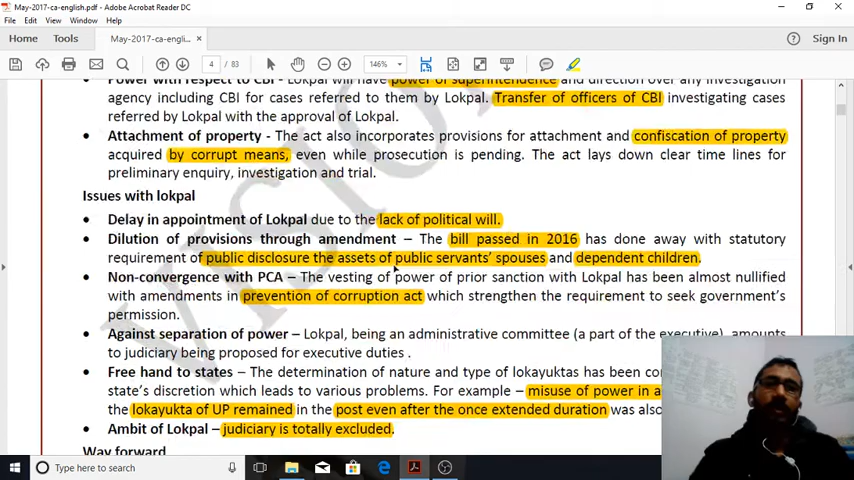 May-2017-ca-english.pdf - Adobe Acrobat Reader DC
File Edit View Window Help
Home Tools May-2017-ca-engli... × Sign In
4 / 83 146%
Power with respect to CBI - Lokpal will have power of superintendence and direction over any investigation
agency including CBI for cases referred to them by Lokpal. Transfer of officers of CBI investigating cases
referred by Lokpal with the approval of Lokpal.
• Attachment of property - The act also incorporates provisions for attachment and confiscation of property
acquired by corrupt means, even while prosecution is pending. The act lays down clear time lines for
preliminary enquiry, investigation and trial.
Issues with lokpal
• Delay in appointment of Lokpal due to the lack of political will.
• Dilution of provisions through amendment – The bill passed in 2016 has done away with statutory
requirement of public disclosure the assets of public servants' spouses and dependent children.
• Non-convergence with PCA – The vesting of power of prior sanction with Lokpal has been almost nullified
with amendments in prevention of corruption act which strengthen the requirement to seek government's
permission.
• Against separation of power – Lokpal, being an administrative committee (a part of the executive), amounts
to judiciary being proposed for executive duties .
• Free hand to states – The determination of nature and type of lokayuktas has been
state's discretion which leads to various problems. For example – misuse of power in
the lokayukta of UP remained in the post even after the once extended duration was
• Ambit of Lokpal – judiciary is totally excluded.
Way forward
VISION
Type here to search